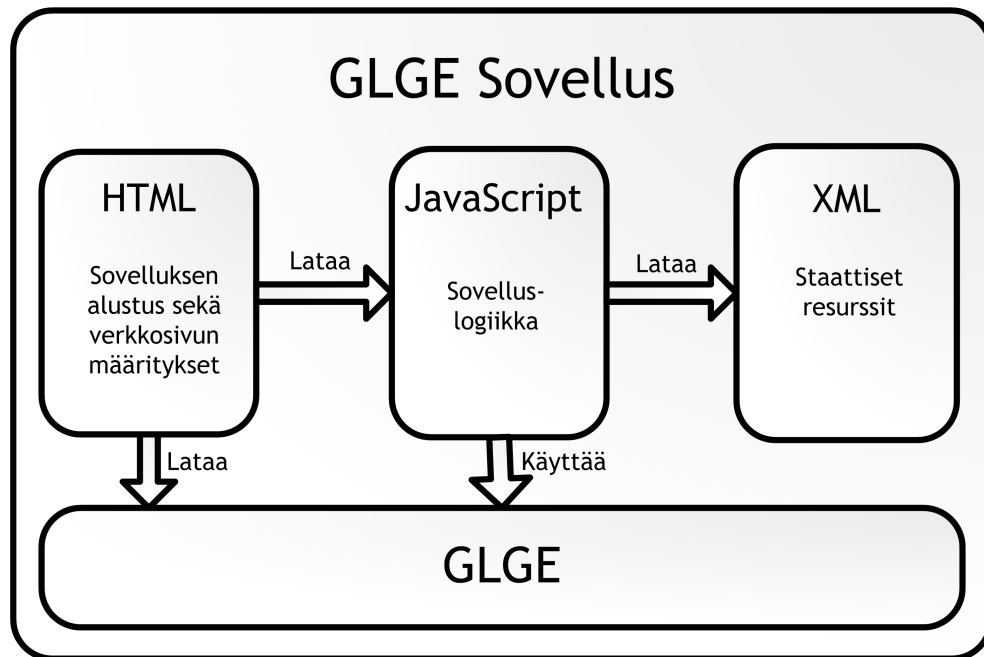 GLGE Sovellus
HTML
Sovelluksen
alustus sekä
verkkosivun
määritykset
Lataa
JavaScript
Sovellus-
logiikka
Lataa
XML
Staattiset
resurssit
Lataa
Käyttää
GLGE